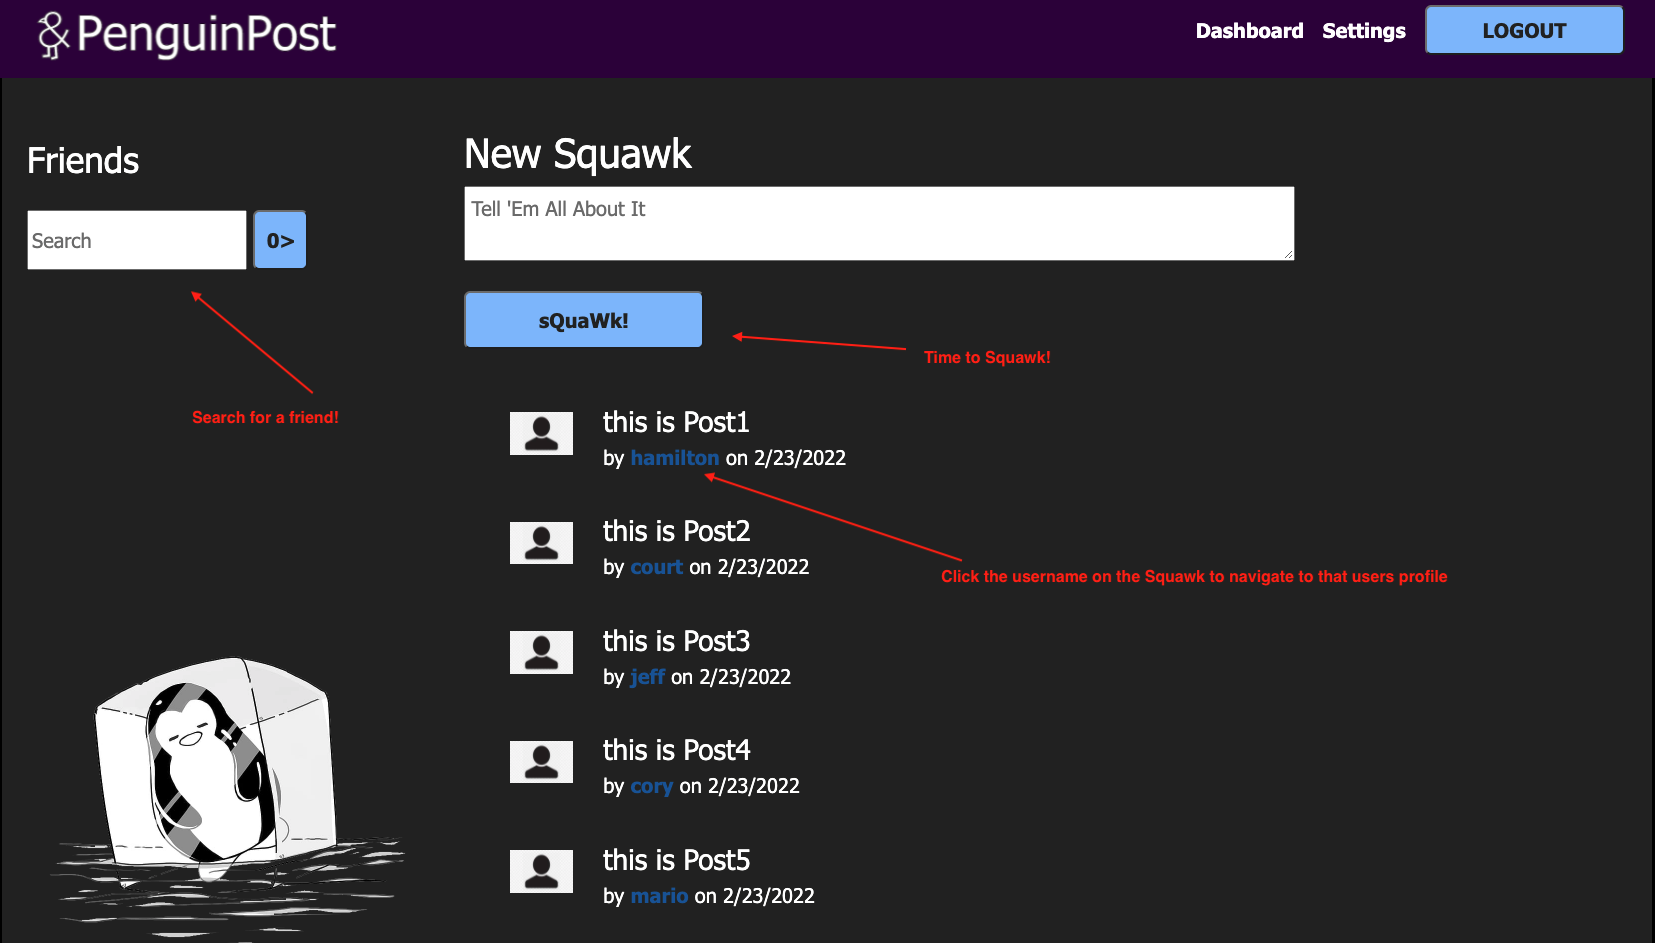 PenguinPost
Dashboard Settings LOGOUT
Friends
Search
0>
Search for a friend!
New Squawk
Tell 'Em All About It
sQuaWk!
Time to Squawk!
this is Post1
by hamilton on 2/23/2022
Click the username on the Squawk to navigate to that users profile
this is Post2
by court on 2/23/2022
this is Post3
by jeff on 2/23/2022
this is Post4
by cory on 2/23/2022
this is Post5
by mario on 2/23/2022